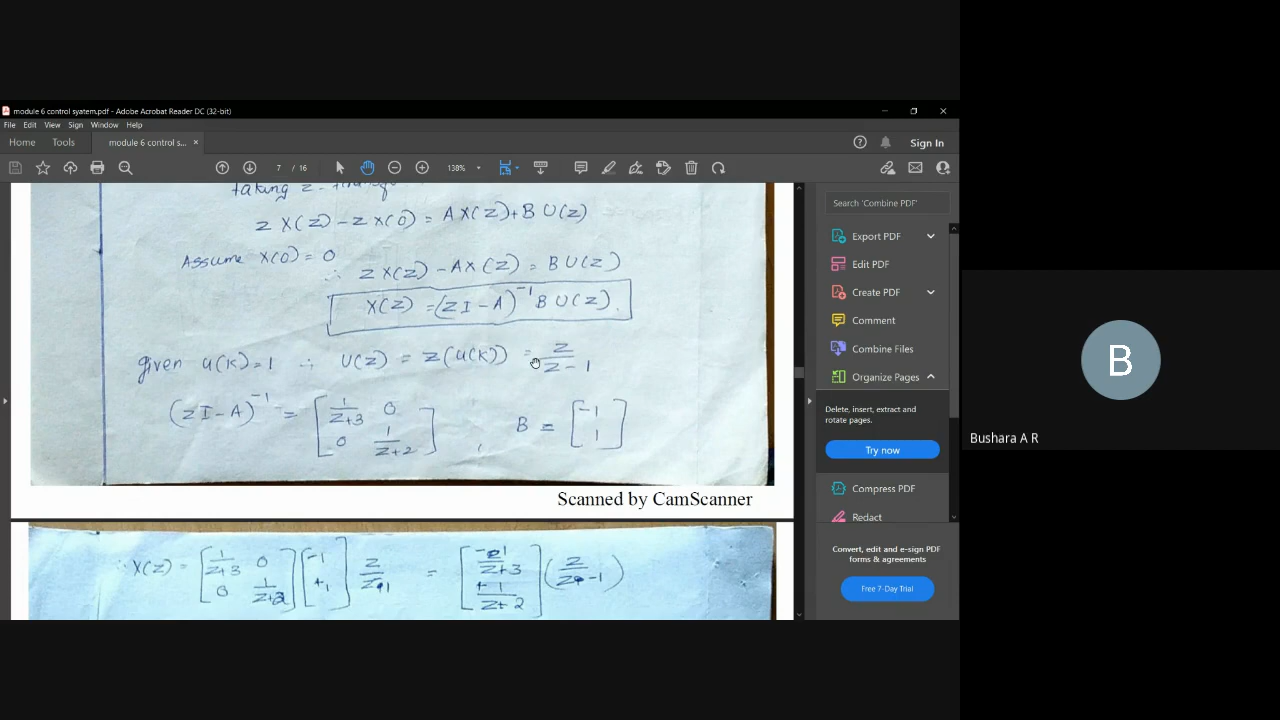 module 6 control syatem.pdf - Adobe Acrobat Reader DC (32-bit)
File Edit View Sign Window Help
Home Tools module 6 control s... × Sign In
7 / 16 138%
taking z-
Z X(Z) - Z X(0) = A X(Z) + B U(Z)
Assume X(0) = 0
∴ Z X(Z) - A X(Z) = B U(Z)
X(Z) = (Z I - A)⁻¹ B U(Z).
given u(K)=1 ∴ U(Z) = Z(u(K)) = Z/(Z-1)
(Z I - A)⁻¹ = [1/(Z+3) 0; 0 1/(Z+2)], B = [-1; 1]
Scanned by CamScanner
∴ X(Z) = [1/(Z+3) 0; 0 1/(Z+2)] [-1; +1] Z/(Z-1) = [-1/(Z+3); +1/(Z+2)] (Z/(Z-1))
Search 'Combine PDF'
Export PDF
Edit PDF
Create PDF
Comment
Combine Files
Organize Pages
Delete, insert, extract and
rotate pages.
Try now
Compress PDF
Redact
Convert, edit and e-sign PDF
forms & agreements
Free 7-Day Trial
B
Bushara A R